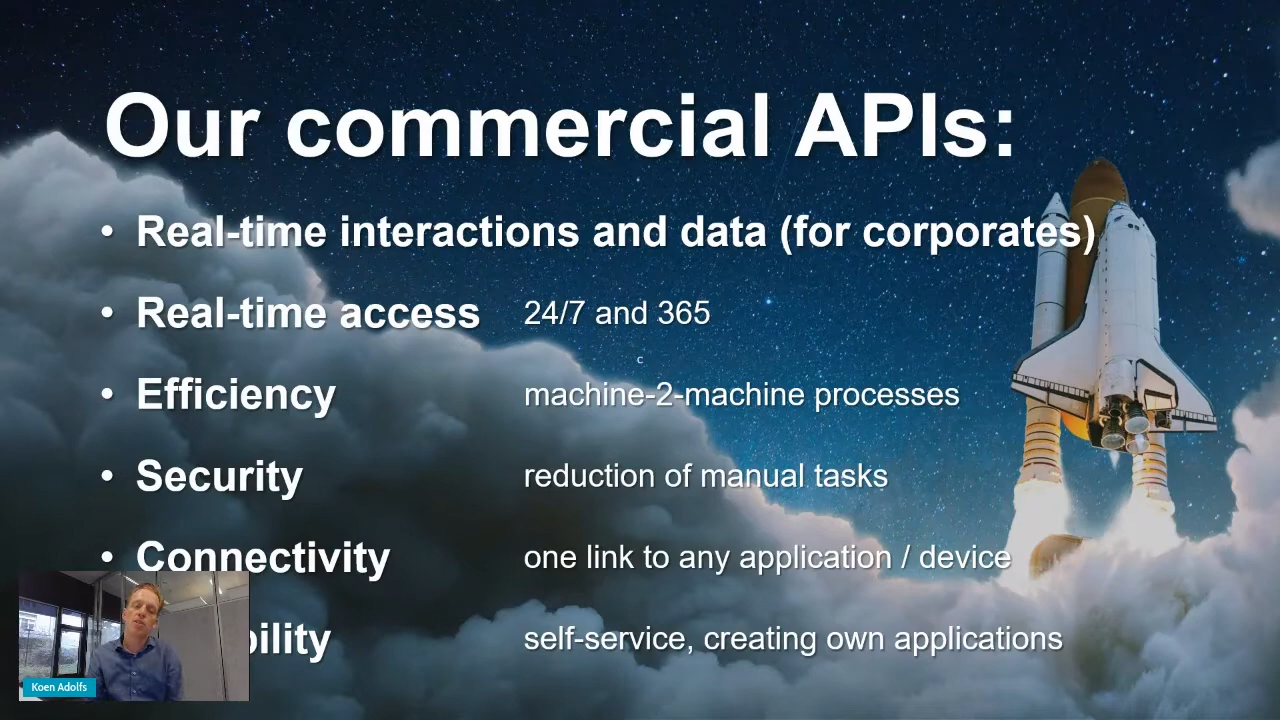 Our commercial APIs:
• Real-time interactions and data (for corporates)
• Real-time access 24/7 and 365
c
• Efficiency machine-2-machine processes
• Security reduction of manual tasks
• Connectivity one link to any application / device
self-service, creating own applications
Koen Adolfs